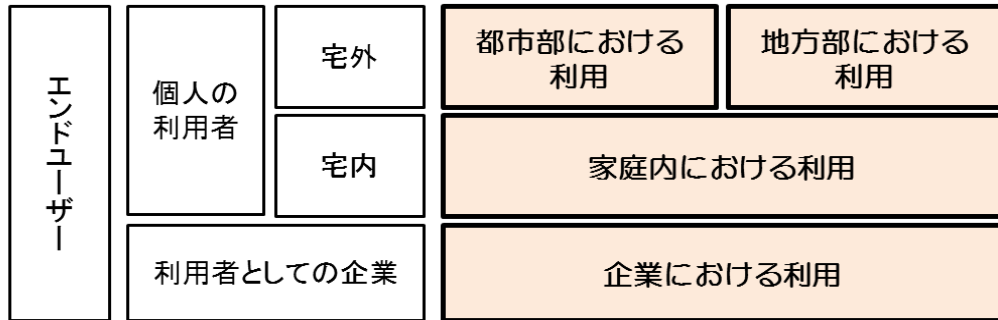 エンドユーザー
個人の
利用者
宅外
都市部における
利用
地方部における
利用
宅内
家庭内における利用
利用者としての企業
企業における利用